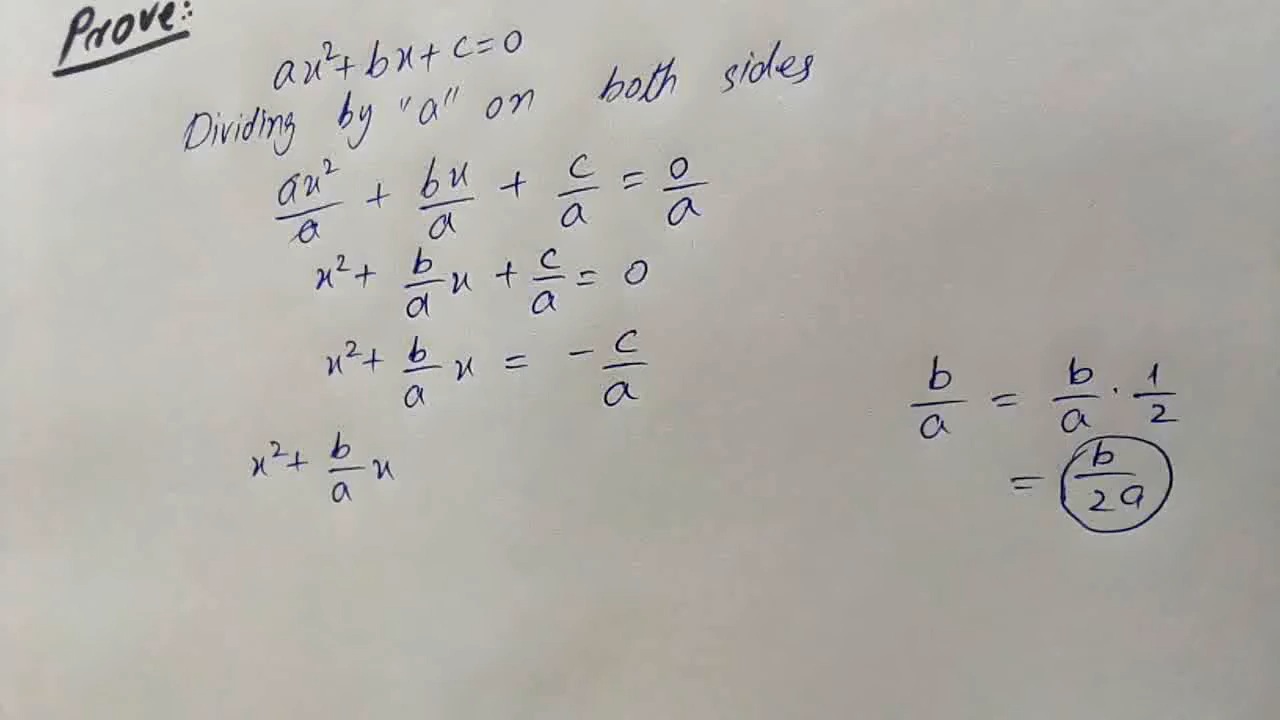 Prove:
ax²+bx+c=0
Dividing by "a" on both sides
ax²/a + bx/a + c/a = 0/a
x²+ b/a x + c/a = 0
x²+ b/a x = - c/a
x²+ b/a x
b/a = b/a · 1/2
= b/2a